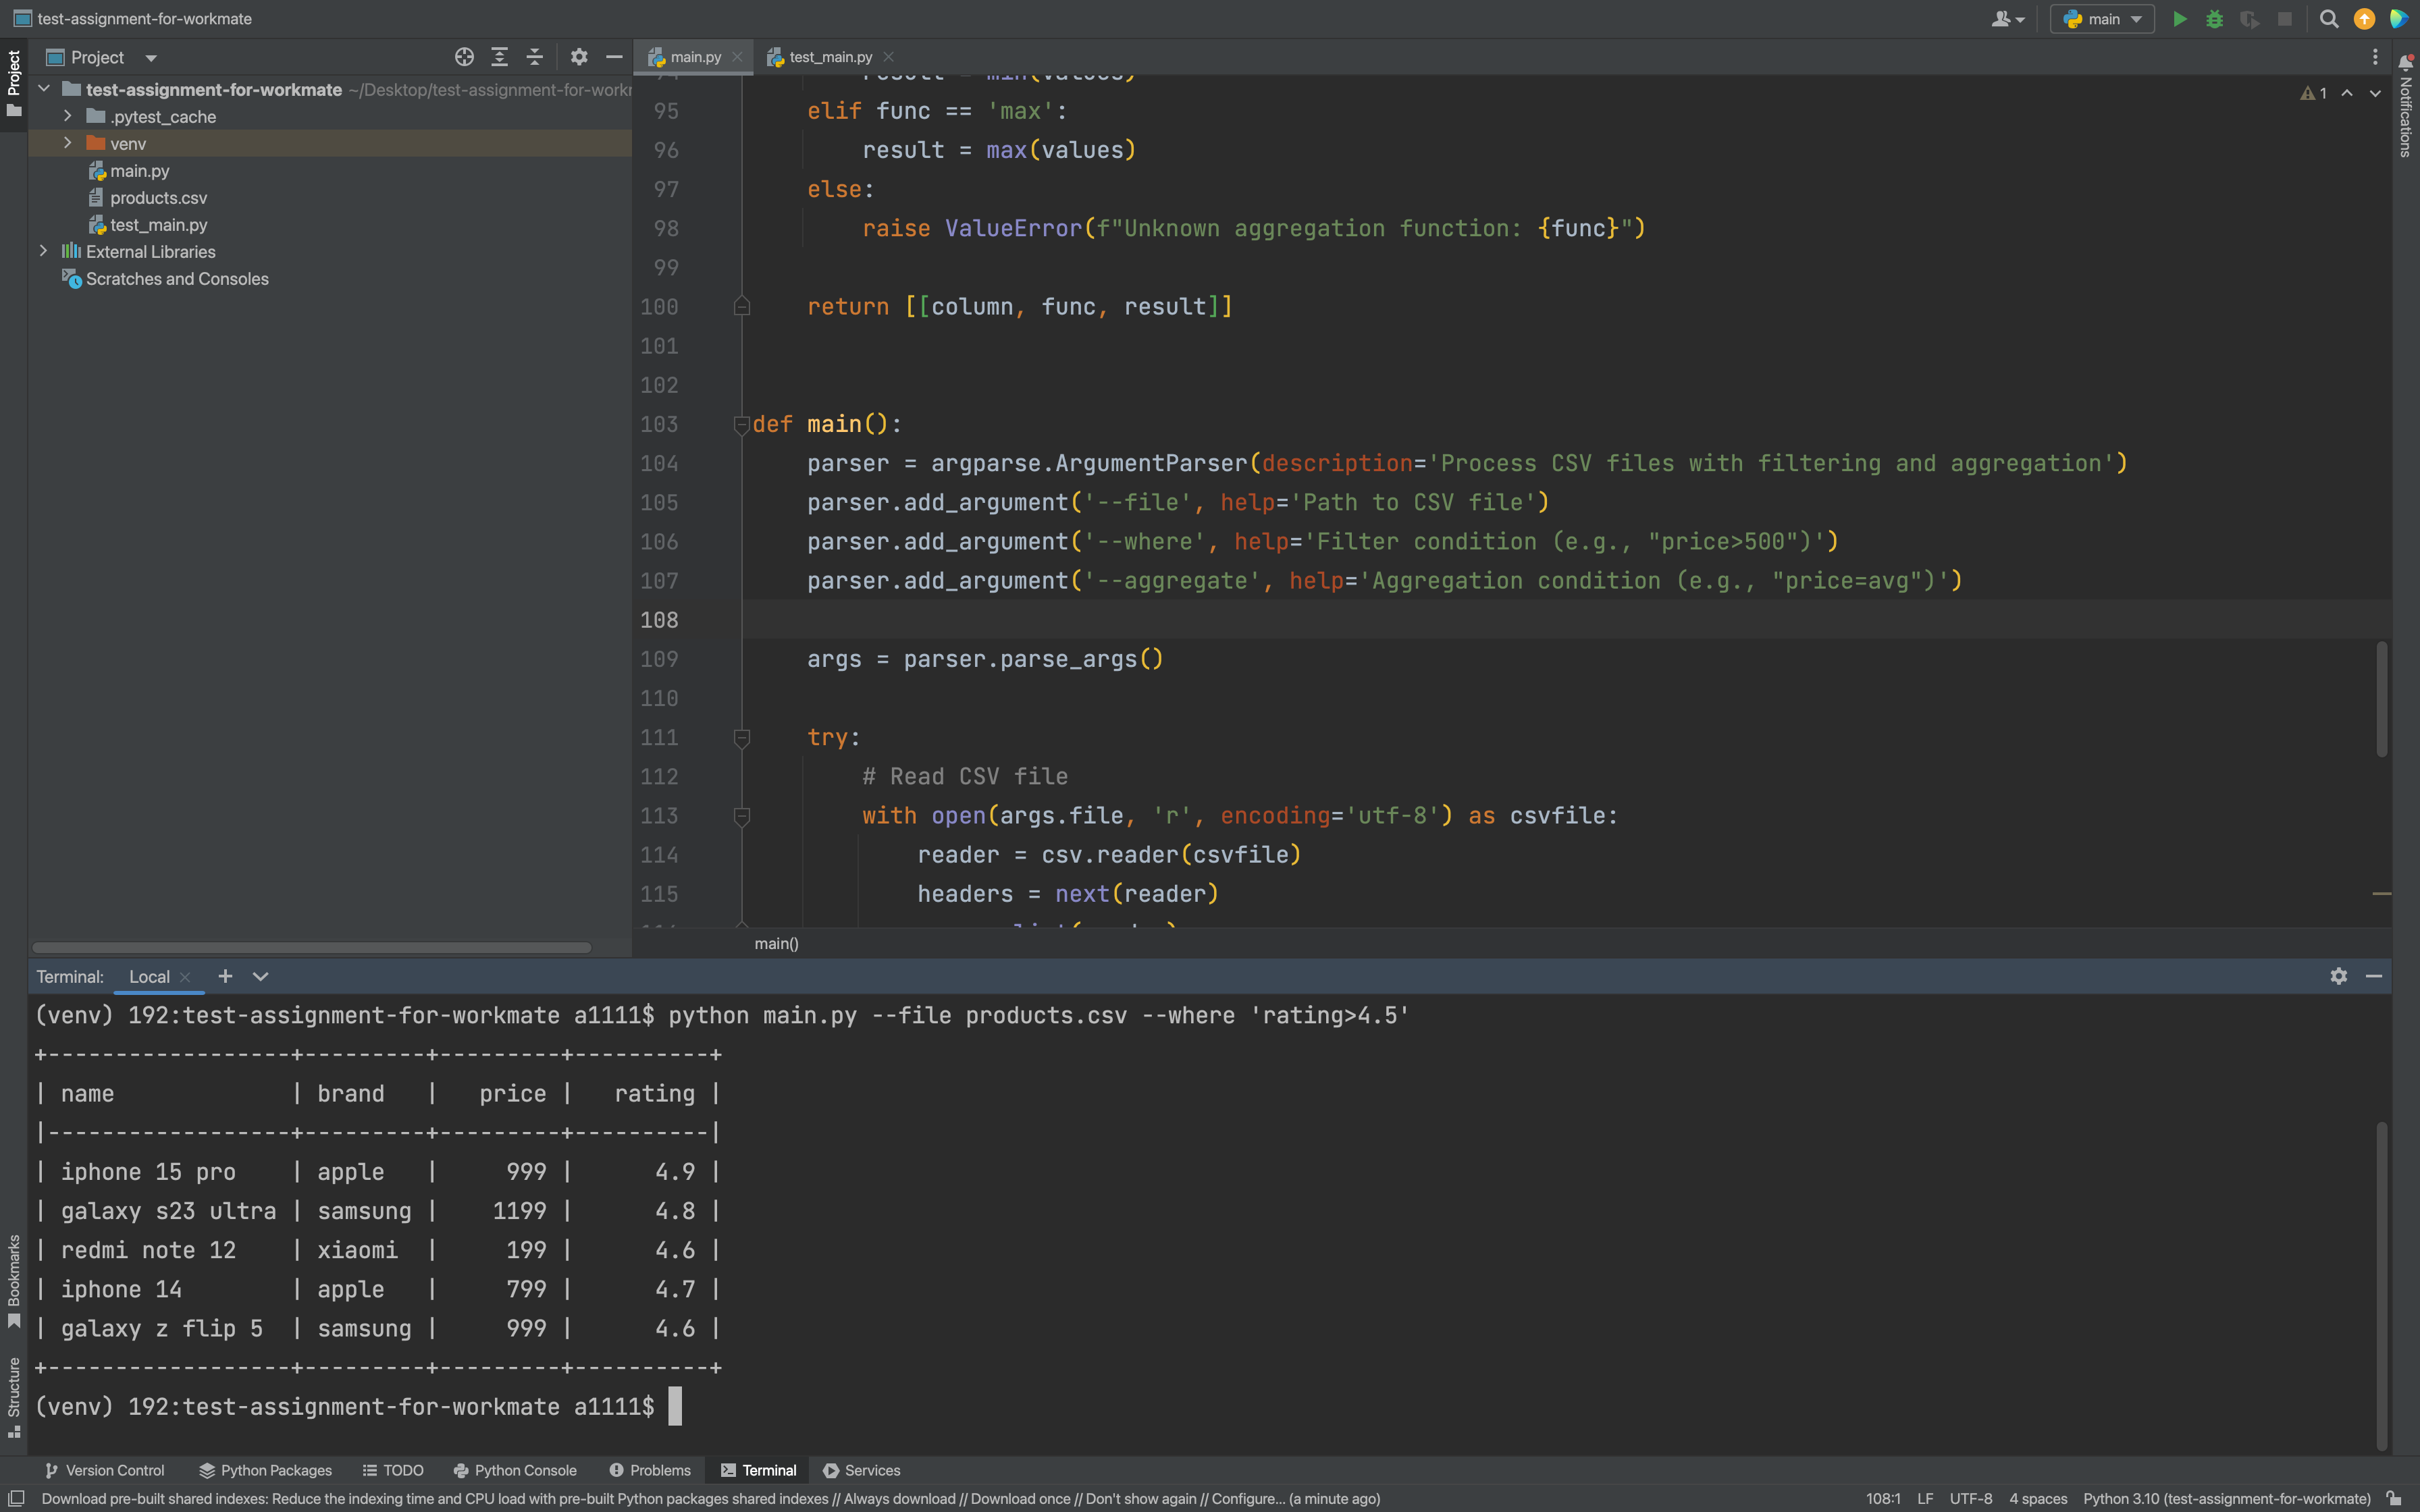 test-assignment-for-workmate
main
Project
Project
main.py
test_main.py
test-assignment-for-workmate ~/Desktop/test-assignment-for-work
.pytest_cache
venv
main.py
products.csv
test_main.py
External Libraries
Scratches and Consoles
1
Notifications
95 elif func == 'max':
96 result = max(values)
97 else:
98 raise ValueError(f"Unknown aggregation function: {func}")
99
100 return [[column, func, result]]
101
102
103 def main():
104 parser = argparse.ArgumentParser(description='Process CSV files with filtering and aggregation')
105 parser.add_argument('--file', help='Path to CSV file')
106 parser.add_argument('--where', help='Filter condition (e.g., "price>500")')
107 parser.add_argument('--aggregate', help='Aggregation condition (e.g., "price=avg")')
108
109 args = parser.parse_args()
110
111 try:
112 # Read CSV file
113 with open(args.file, 'r', encoding='utf-8') as csvfile:
114 reader = csv.reader(csvfile)
115 headers = next(reader)
main()
Terminal: Local
(venv) 192:test-assignment-for-workmate a1111$ python main.py --file products.csv --where 'rating>4.5'
+------------------+---------+---------+----------+
| name | brand | price | rating |
|------------------+---------+---------+----------|
| iphone 15 pro | apple | 999 | 4.9 |
| galaxy s23 ultra | samsung | 1199 | 4.8 |
| redmi note 12 | xiaomi | 199 | 4.6 |
| iphone 14 | apple | 799 | 4.7 |
| galaxy z flip 5 | samsung | 999 | 4.6 |
+------------------+---------+---------+----------+
(venv) 192:test-assignment-for-workmate a1111$
Bookmarks
Structure
Version Control Python Packages TODO Python Console Problems Terminal Services
Download pre-built shared indexes: Reduce the indexing time and CPU load with pre-built Python packages shared indexes // Always download // Download once // Don't show again // Configure... (a minute ago) 108:1 LF UTF-8 4 spaces Python 3.10 (test-assignment-for-workmate)